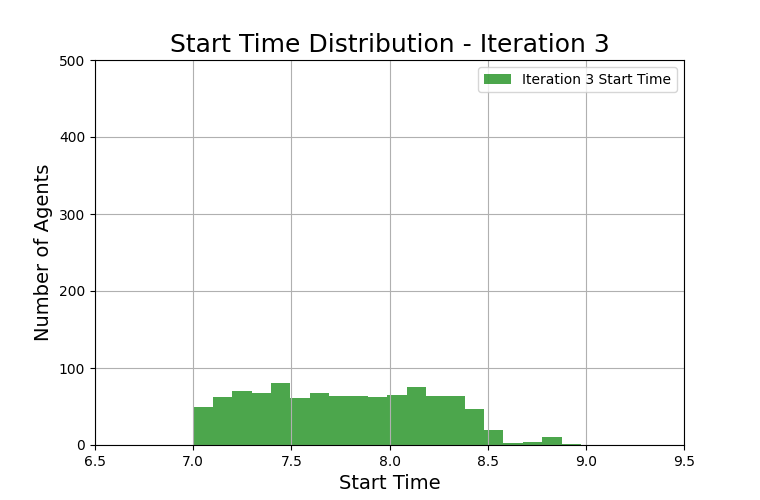 Start Time Distribution - Iteration 3
Iteration 3 Start Time
Number of Agents
500
400
300
200
100
0
6.5 7.0 7.5 8.0 8.5 9.0 9.5
Start Time